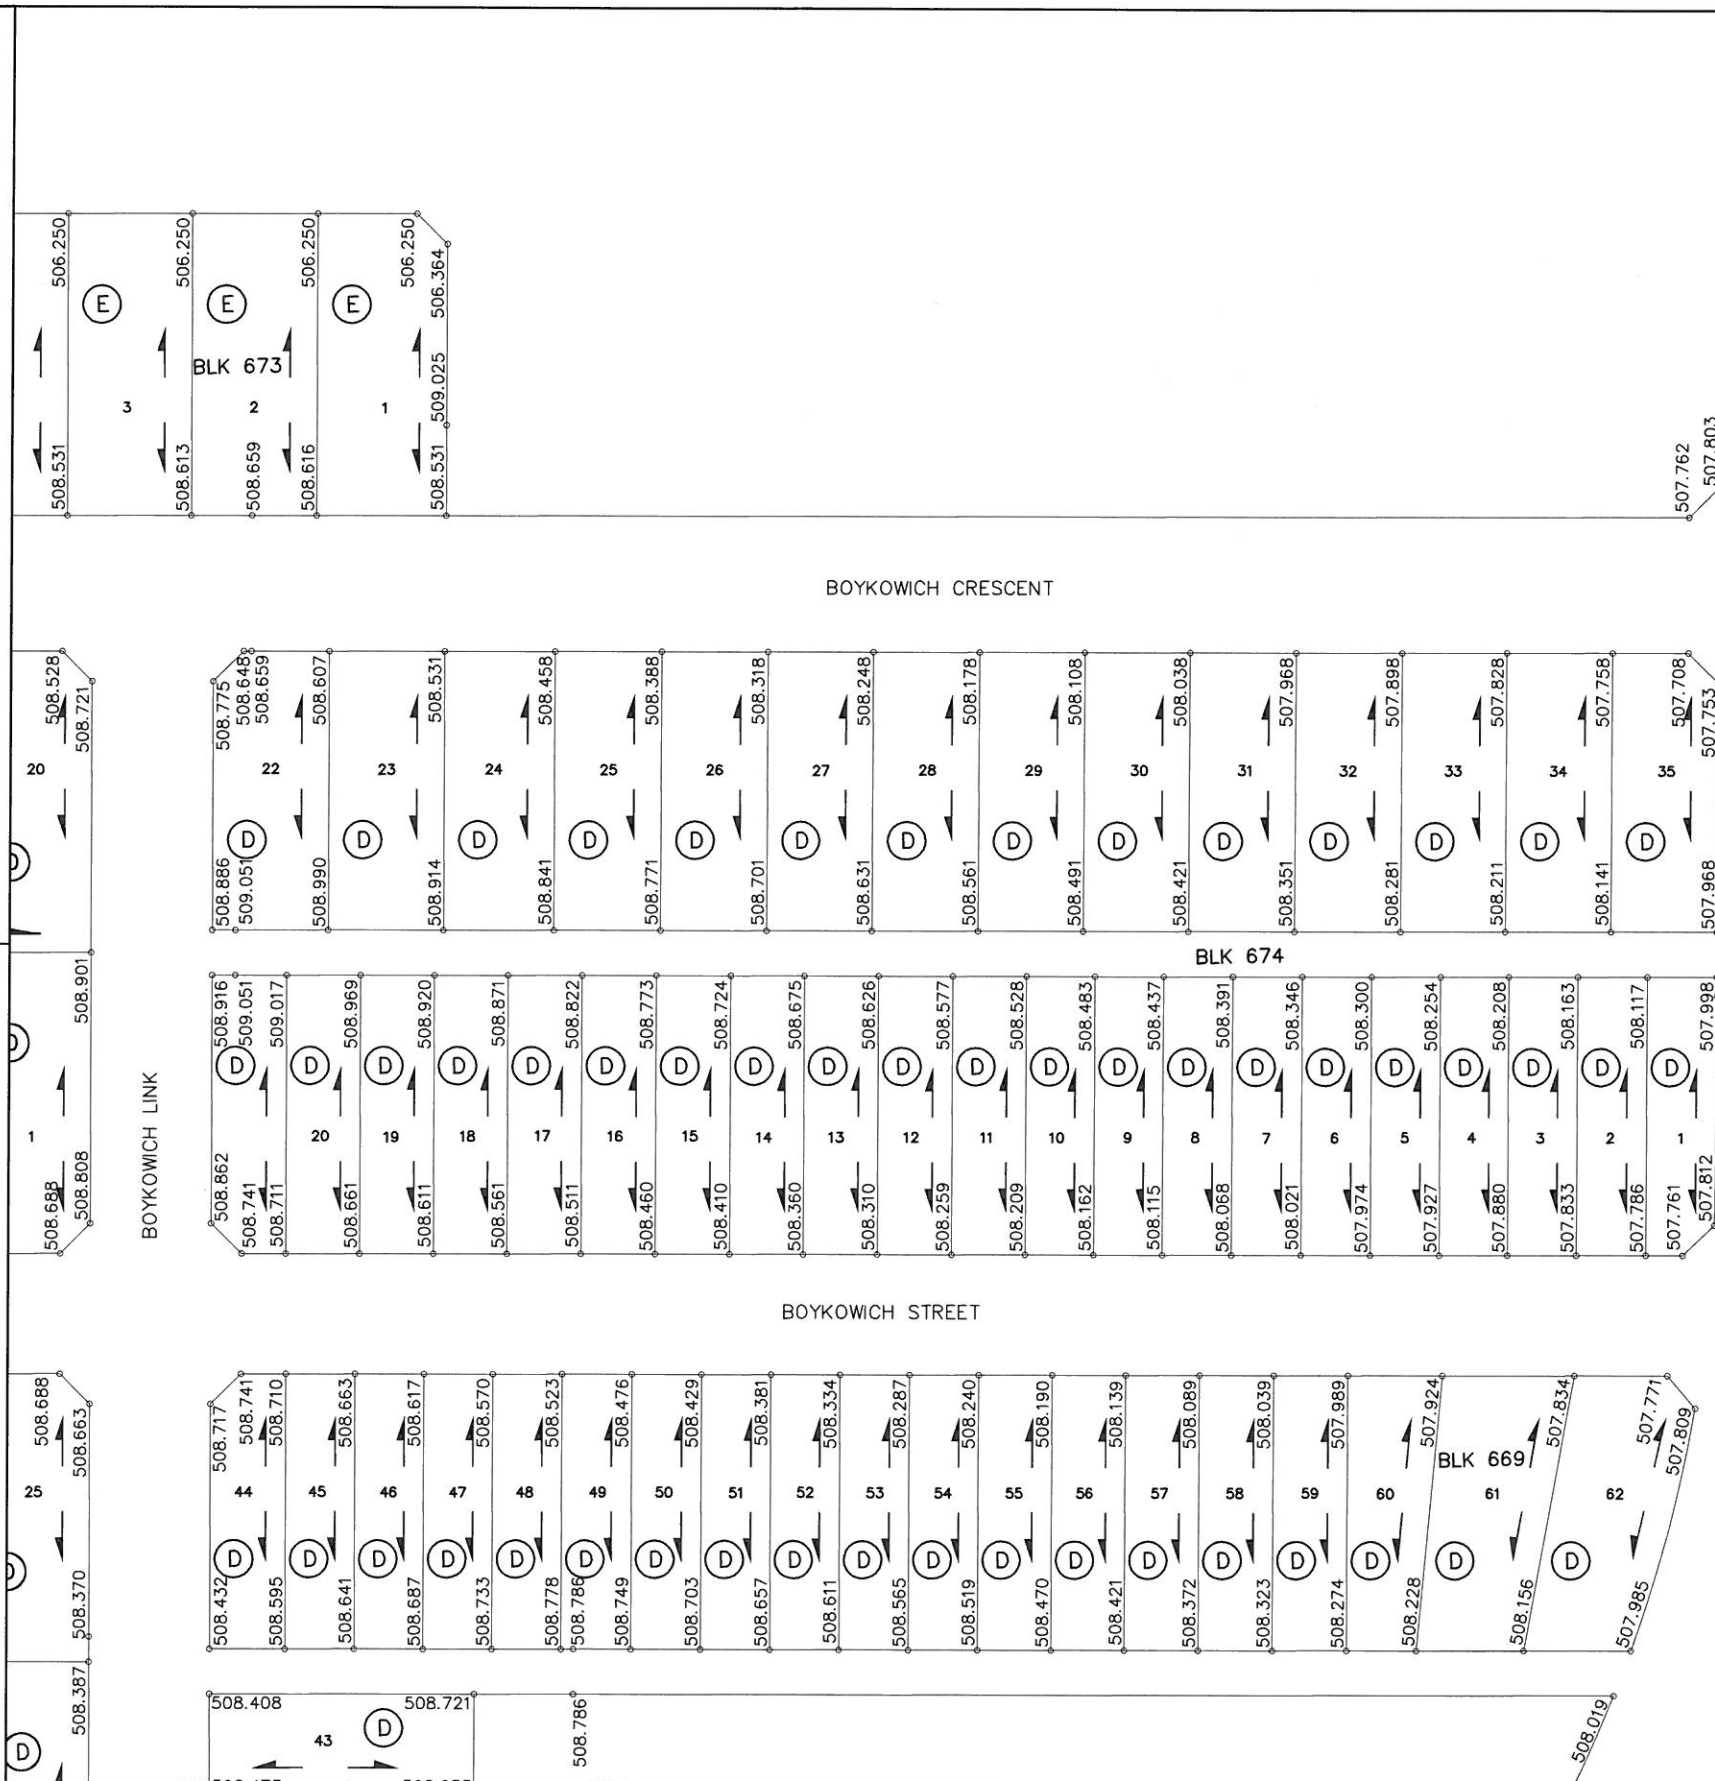 506.250 506.250 506.250 506.250
506.364
E E E
BLK 673
509.025
3 2 1
508.531 508.613 508.659 508.616 508.531
507.762 507.803
BOYKOWICH CRESCENT
508.528 508.721 508.775 508.648 508.659 508.607 508.531 508.458 508.388 508.318 508.248 508.178 508.108 508.038 507.968 507.898 507.828 507.758 507.708 507.753
20 22 23 24 25 26 27 28 29 30 31 32 33 34 35
D D D D D D D D D D D D D D
508.886 509.051 508.990 508.914 508.841 508.771 508.701 508.631 508.561 508.491 508.421 508.351 508.281 508.211 508.141 507.968
BLK 674
508.901 508.916 509.051 509.017 508.969 508.920 508.871 508.822 508.773 508.724 508.675 508.626 508.577 508.528 508.483 508.437 508.391 508.346 508.300 508.254 508.208 508.163 508.117 507.998
D D D D D D D D D D D D D D D D D D D D D
BOYKOWICH LINK
1 20 19 18 17 16 15 14 13 12 11 10 9 8 7 6 5 4 3 2 1
508.688 508.808 508.862 508.741 508.711 508.661 508.611 508.561 508.511 508.460 508.410 508.360 508.310 508.259 508.209 508.162 508.115 508.068 508.021 507.974 507.927 507.880 507.833 507.786 507.761 507.812
BOYKOWICH STREET
508.688 508.663 508.717 508.741 508.710 508.663 508.617 508.570 508.523 508.476 508.429 508.381 508.334 508.287 508.240 508.190 508.139 508.089 508.039 507.989 507.924 507.834 507.771 507.809
BLK 669
25 44 45 46 47 48 49 50 51 52 53 54 55 56 57 58 59 60 61 62
D D D D D D D D D D D D D D D D D D D
508.370 508.432 508.595 508.641 508.687 508.733 508.778 508.786 508.749 508.703 508.657 508.611 508.565 508.519 508.470 508.421 508.372 508.323 508.274 508.228 508.156 507.985
508.387 508.408 508.721 508.786 508.019
D 43 D